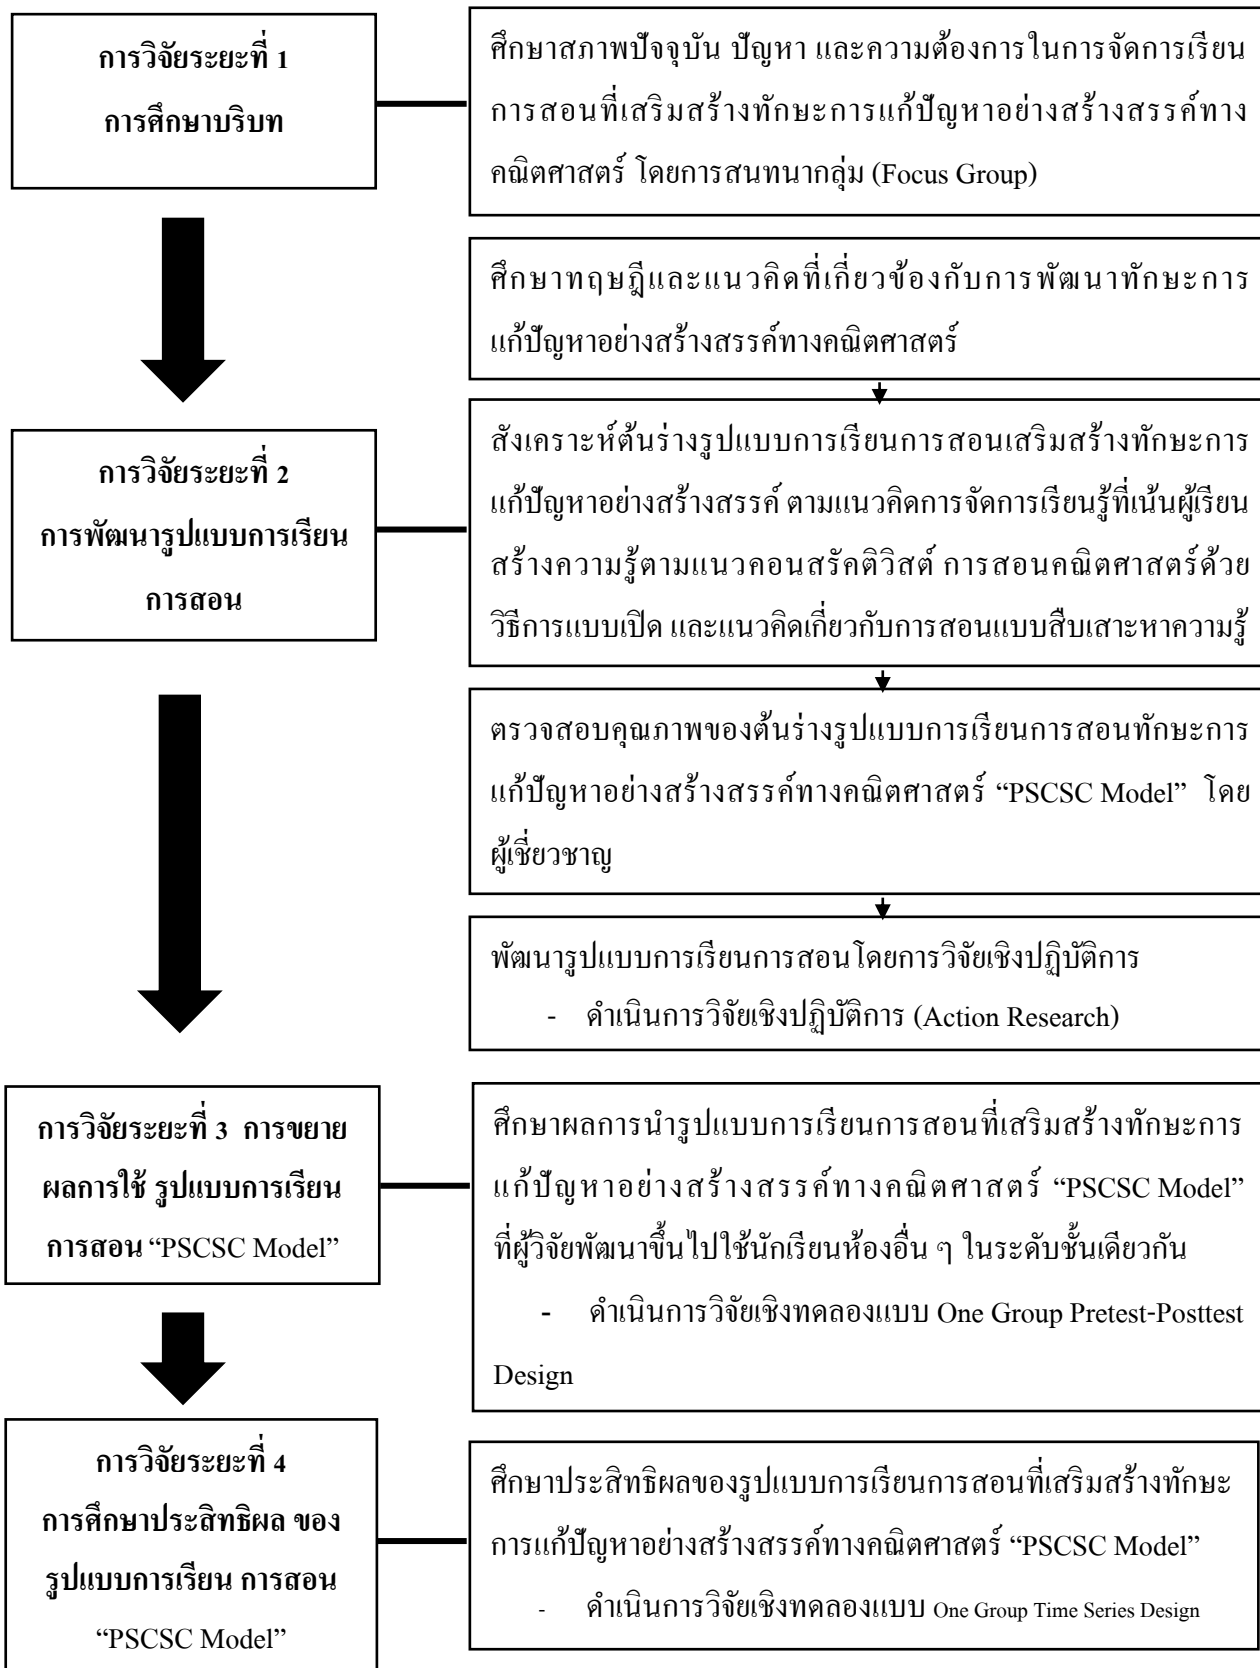 การวิจัยระยะที่ 1
การศึกษาบริบท
ศึกษาสภาพปัจจุบัน ปัญหา และความต้องการในการจัดการเรียน
การสอนที่เสริมสร้างทักษะการแก้ปัญหาอย่างสร้างสรรค์ทาง
คณิตศาสตร์ โดยการสนทนากลุ่ม (Focus Group)
ศึกษาทฤษฎีและแนวคิดที่เกี่ยวข้องกับการพัฒนาทักษะการ
แก้ปัญหาอย่างสร้างสรรค์ทางคณิตศาสตร์
การวิจัยระยะที่ 2
การพัฒนารูปแบบการเรียน
การสอน
สังเคราะห์ต้นร่างรูปแบบการเรียนการสอนเสริมสร้างทักษะการ
แก้ปัญหาอย่างสร้างสรรค์ ตามแนวคิดการจัดการเรียนรู้ที่เน้นผู้เรียน
สร้างความรู้ตามแนวคอนสรัคติวิสต์ การสอนคณิตศาสตร์ด้วย
วิธีการแบบเปิด และแนวคิดเกี่ยวกับการสอนแบบสืบเสาะหาความรู้
ตรวจสอบคุณภาพของต้นร่างรูปแบบการเรียนการสอนทักษะการ
แก้ปัญหาอย่างสร้างสรรค์ทางคณิตศาสตร์ “PSCSC Model” โดย
ผู้เชี่ยวชาญ
พัฒนารูปแบบการเรียนการสอนโดยการวิจัยเชิงปฏิบัติการ
- ดำเนินการวิจัยเชิงปฏิบัติการ (Action Research)
การวิจัยระยะที่ 3 การขยาย
ผลการใช้ รูปแบบการเรียน
การสอน “PSCSC Model”
ศึกษาผลการนำรูปแบบการเรียนการสอนที่เสริมสร้างทักษะการ
แก้ปัญหาอย่างสร้างสรรค์ทางคณิตศาสตร์ “PSCSC Model”
ที่ผู้วิจัยพัฒนาขึ้นไปใช้นักเรียนห้องอื่น ๆ ในระดับชั้นเดียวกัน
- ดำเนินการวิจัยเชิงทดลองแบบ One Group Pretest-Posttest
Design
การวิจัยระยะที่ 4
การศึกษาประสิทธิผล ของ
รูปแบบการเรียน การสอน
“PSCSC Model”
ศึกษาประสิทธิผลของรูปแบบการเรียนการสอนที่เสริมสร้างทักษะ
การแก้ปัญหาอย่างสร้างสรรค์ทางคณิตศาสตร์ “PSCSC Model”
- ดำเนินการวิจัยเชิงทดลองแบบ One Group Time Series Design